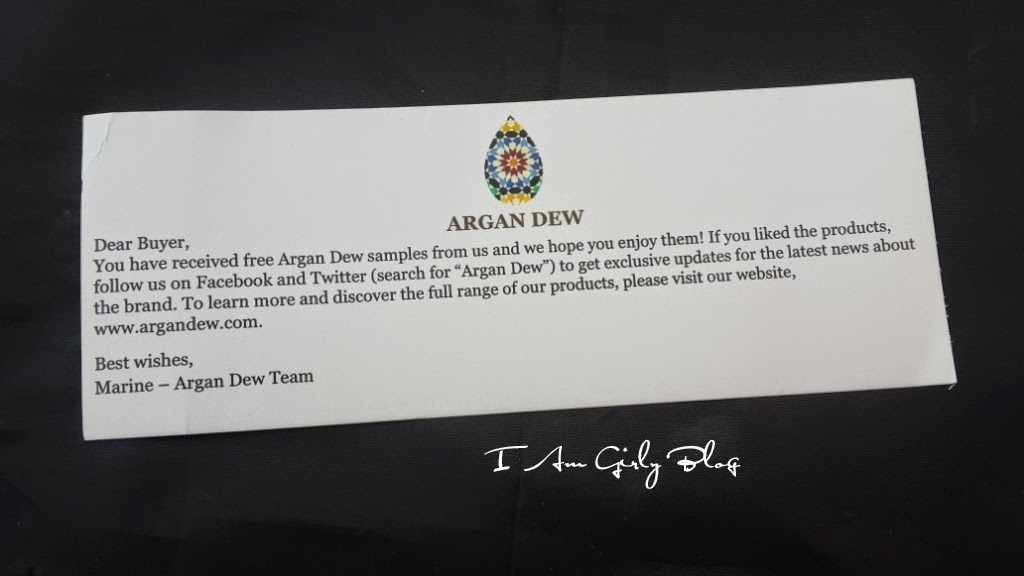 ARGAN DEW
Dear Buyer,
You have received free Argan Dew samples from us and we hope you enjoy them! If you liked the products,
follow us on Facebook and Twitter (search for “Argan Dew”) to get exclusive updates for the latest news about
the brand. To learn more and discover the full range of our products, please visit our website,
www.argandew.com.
Best wishes,
Marine – Argan Dew Team
I Am Girly Blog